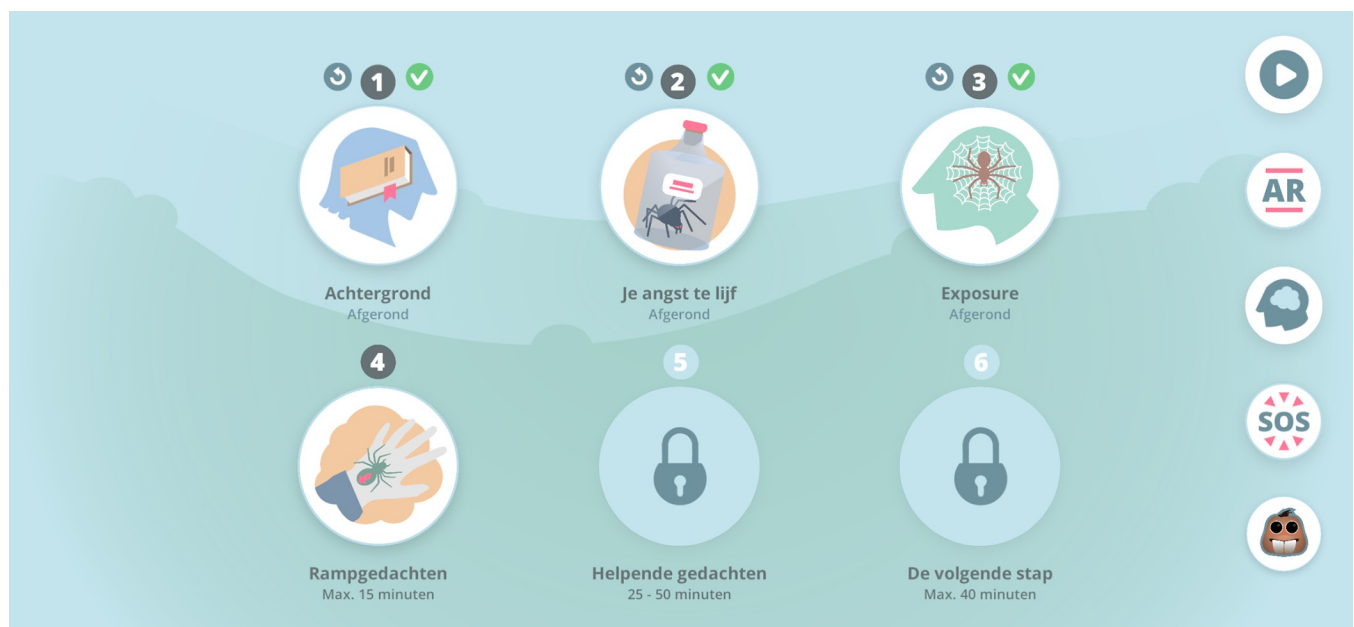 1
2
3
Achtergrond
Afgerond
Je angst te lijf
Afgerond
Exposure
Afgerond
4
5
6
Rampgedachten
Max. 15 minuten
Helpende gedachten
25 - 50 minuten
De volgende stap
Max. 40 minuten
AR
SOS